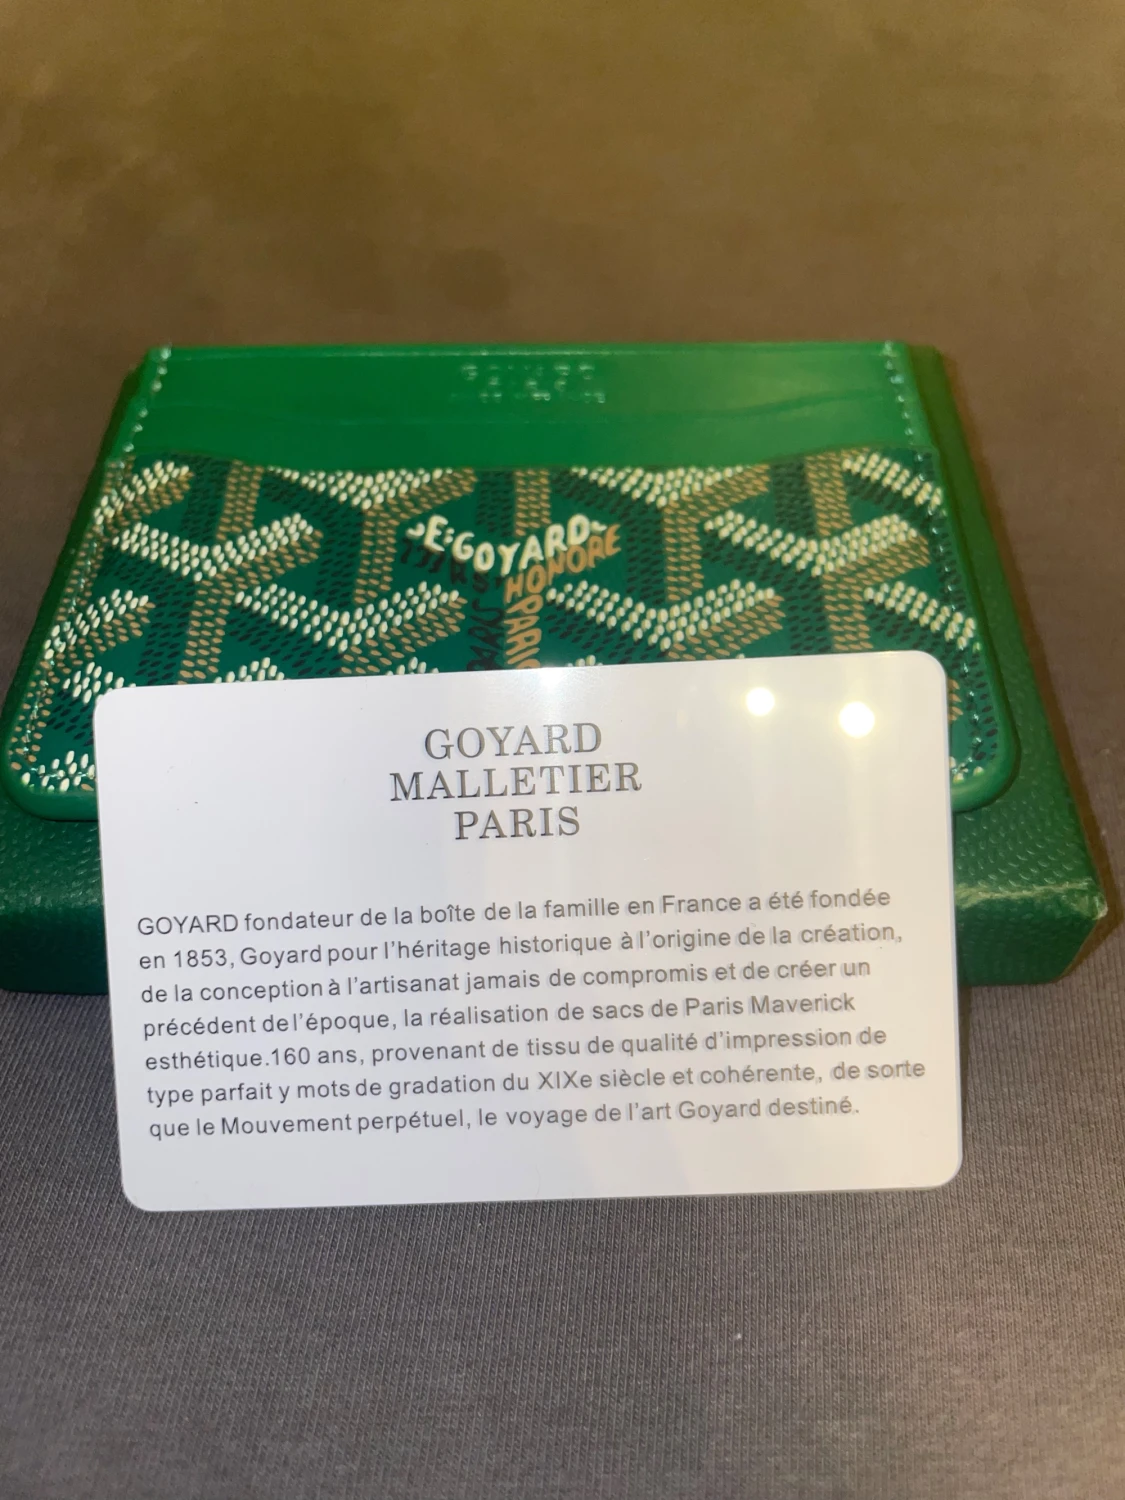 GOYARD
E.GOYARD
HONORE
PARIS
GOYARD
MALLETIER
PARIS
GOYARD fondateur de la boîte de la famille en France a été fondée
en 1853, Goyard pour l'héritage historique à l'origine de la création,
de la conception à l'artisanat jamais de compromis et de créer un
précédent de l'époque, la réalisation de sacs de Paris Maverick
esthétique.160 ans, provenant de tissu de qualité d'impression de
type parfait y mots de gradation du XIXe siècle et cohérente, de sorte
que le Mouvement perpétuel, le voyage de l'art Goyard destiné.